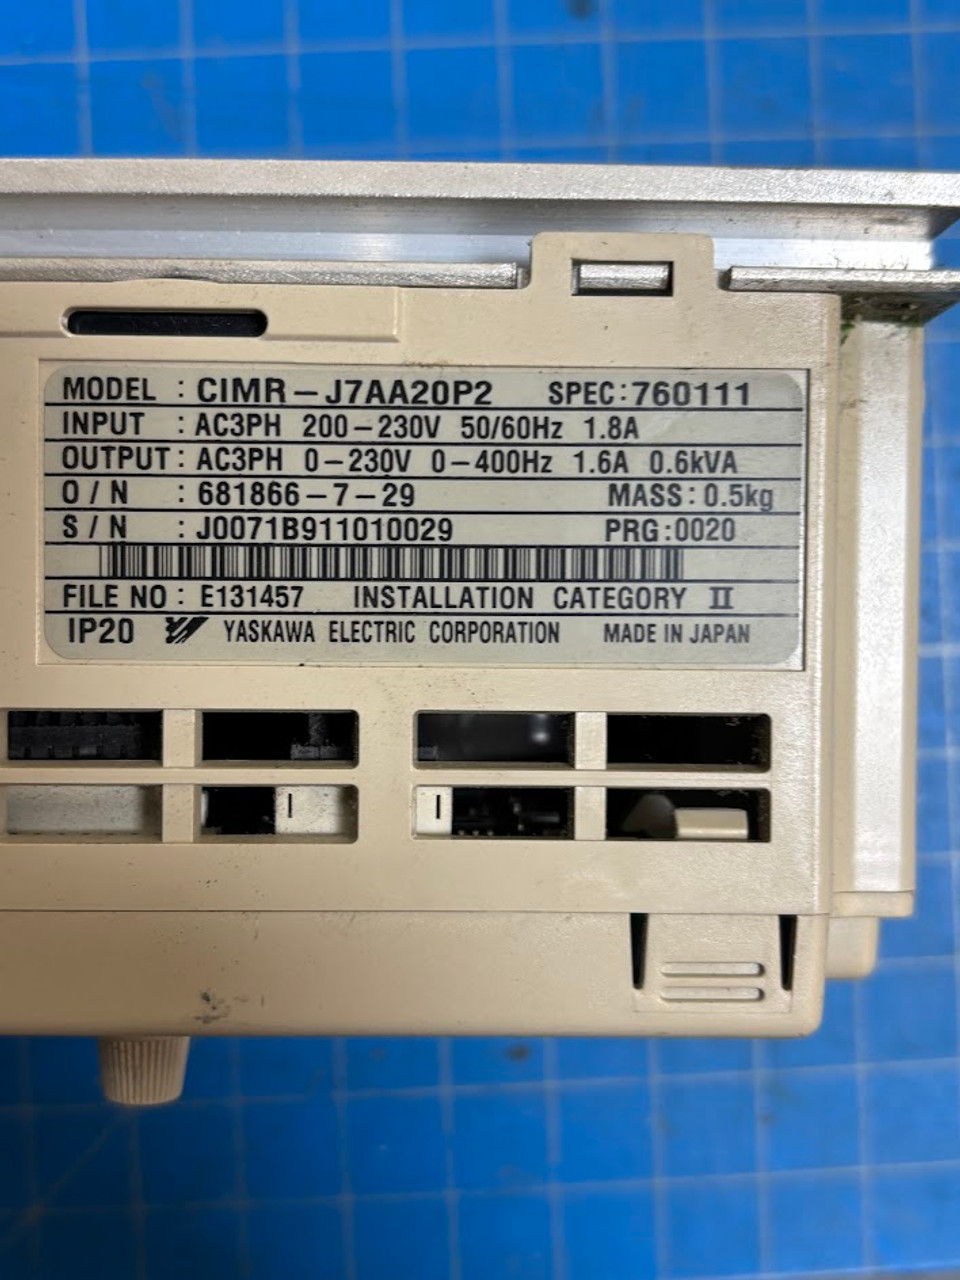 MODEL : CIMR-J7AA20P2 SPEC:760111
INPUT : AC3PH 200-230V 50/60Hz 1.8A
OUTPUT: AC3PH 0-230V 0-400Hz 1.6A 0.6kVA
O/N : 681866-7-29 MASS: 0.5kg
S/N : J0071B911010029 PRG:0020
FILE NO: E131457 INSTALLATION CATEGORY II
IP20 YASKAWA ELECTRIC CORPORATION MADE IN JAPAN